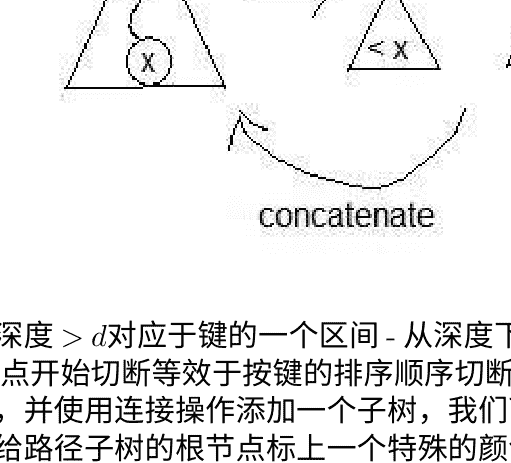 x
< x
concatenate
深度 > d对应于键的一个区间 - 从深度
点开始切断等效于按键的排序顺序切断
，并使用连接操作添加一个子树，我们
给路径子树的根节点标上一个特殊的颜